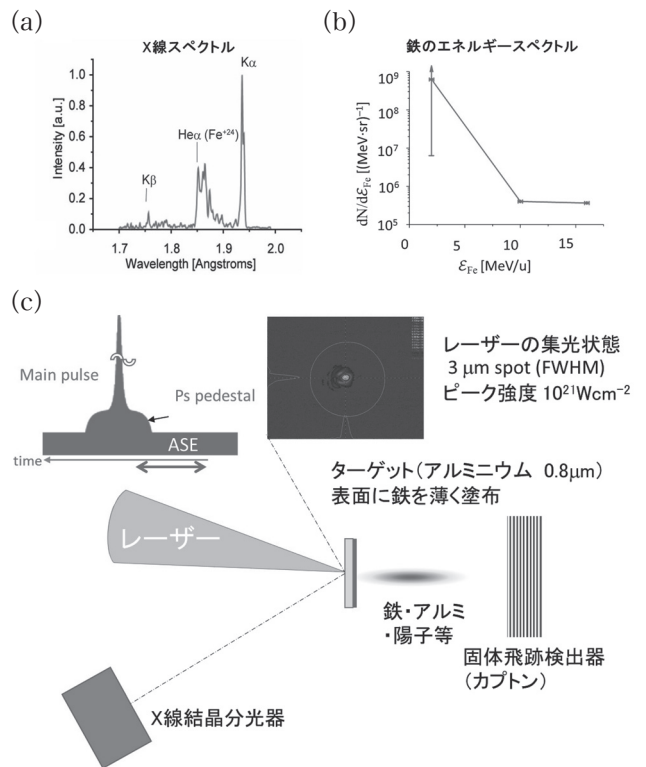 (a)
X線スペクトル
Kα
Heα (Fe⁺²⁴)
Kβ
Intensity [a.u.]
1.0
0.8
0.6
0.4
0.2
0.0
1.7 1.8 1.9 2.0
Wavelength [Angstroms]
(b)
鉄のエネルギースペクトル
dN/dℰFe [(MeV·sr)⁻¹]
10⁹
10⁸
10⁷
10⁶
10⁵
0 5 10 15
ℰFe [MeV/u]
(c)
Main pulse
Ps pedestal
ASE
time
レーザーの集光状態
3 μm spot (FWHM)
ピーク強度 10²¹Wcm⁻²
ターゲット(アルミニウム 0.8μm)
表面に鉄を薄く塗布
レーザー
鉄・アルミ
・陽子等
固体飛跡検出器
(カプトン)
X線結晶分光器